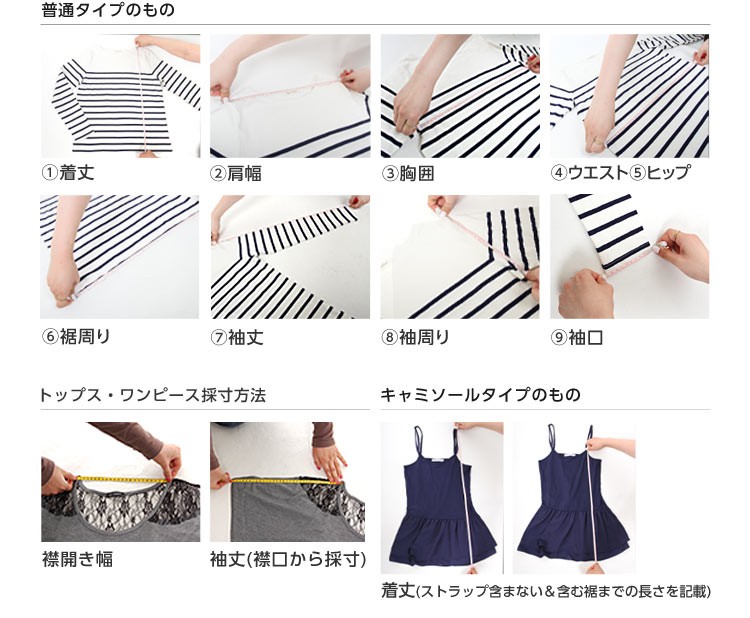 普通タイプのもの
①着丈
②肩幅
③胸囲
④ウエスト⑤ヒップ
⑥裾周り
⑦袖丈
⑧袖周り
⑨袖口
トップス・ワンピース採寸方法
襟開き幅
袖丈(襟口から採寸)
キャミソールタイプのもの
着丈(ストラップ含まない＆含む裾までの長さを記載)